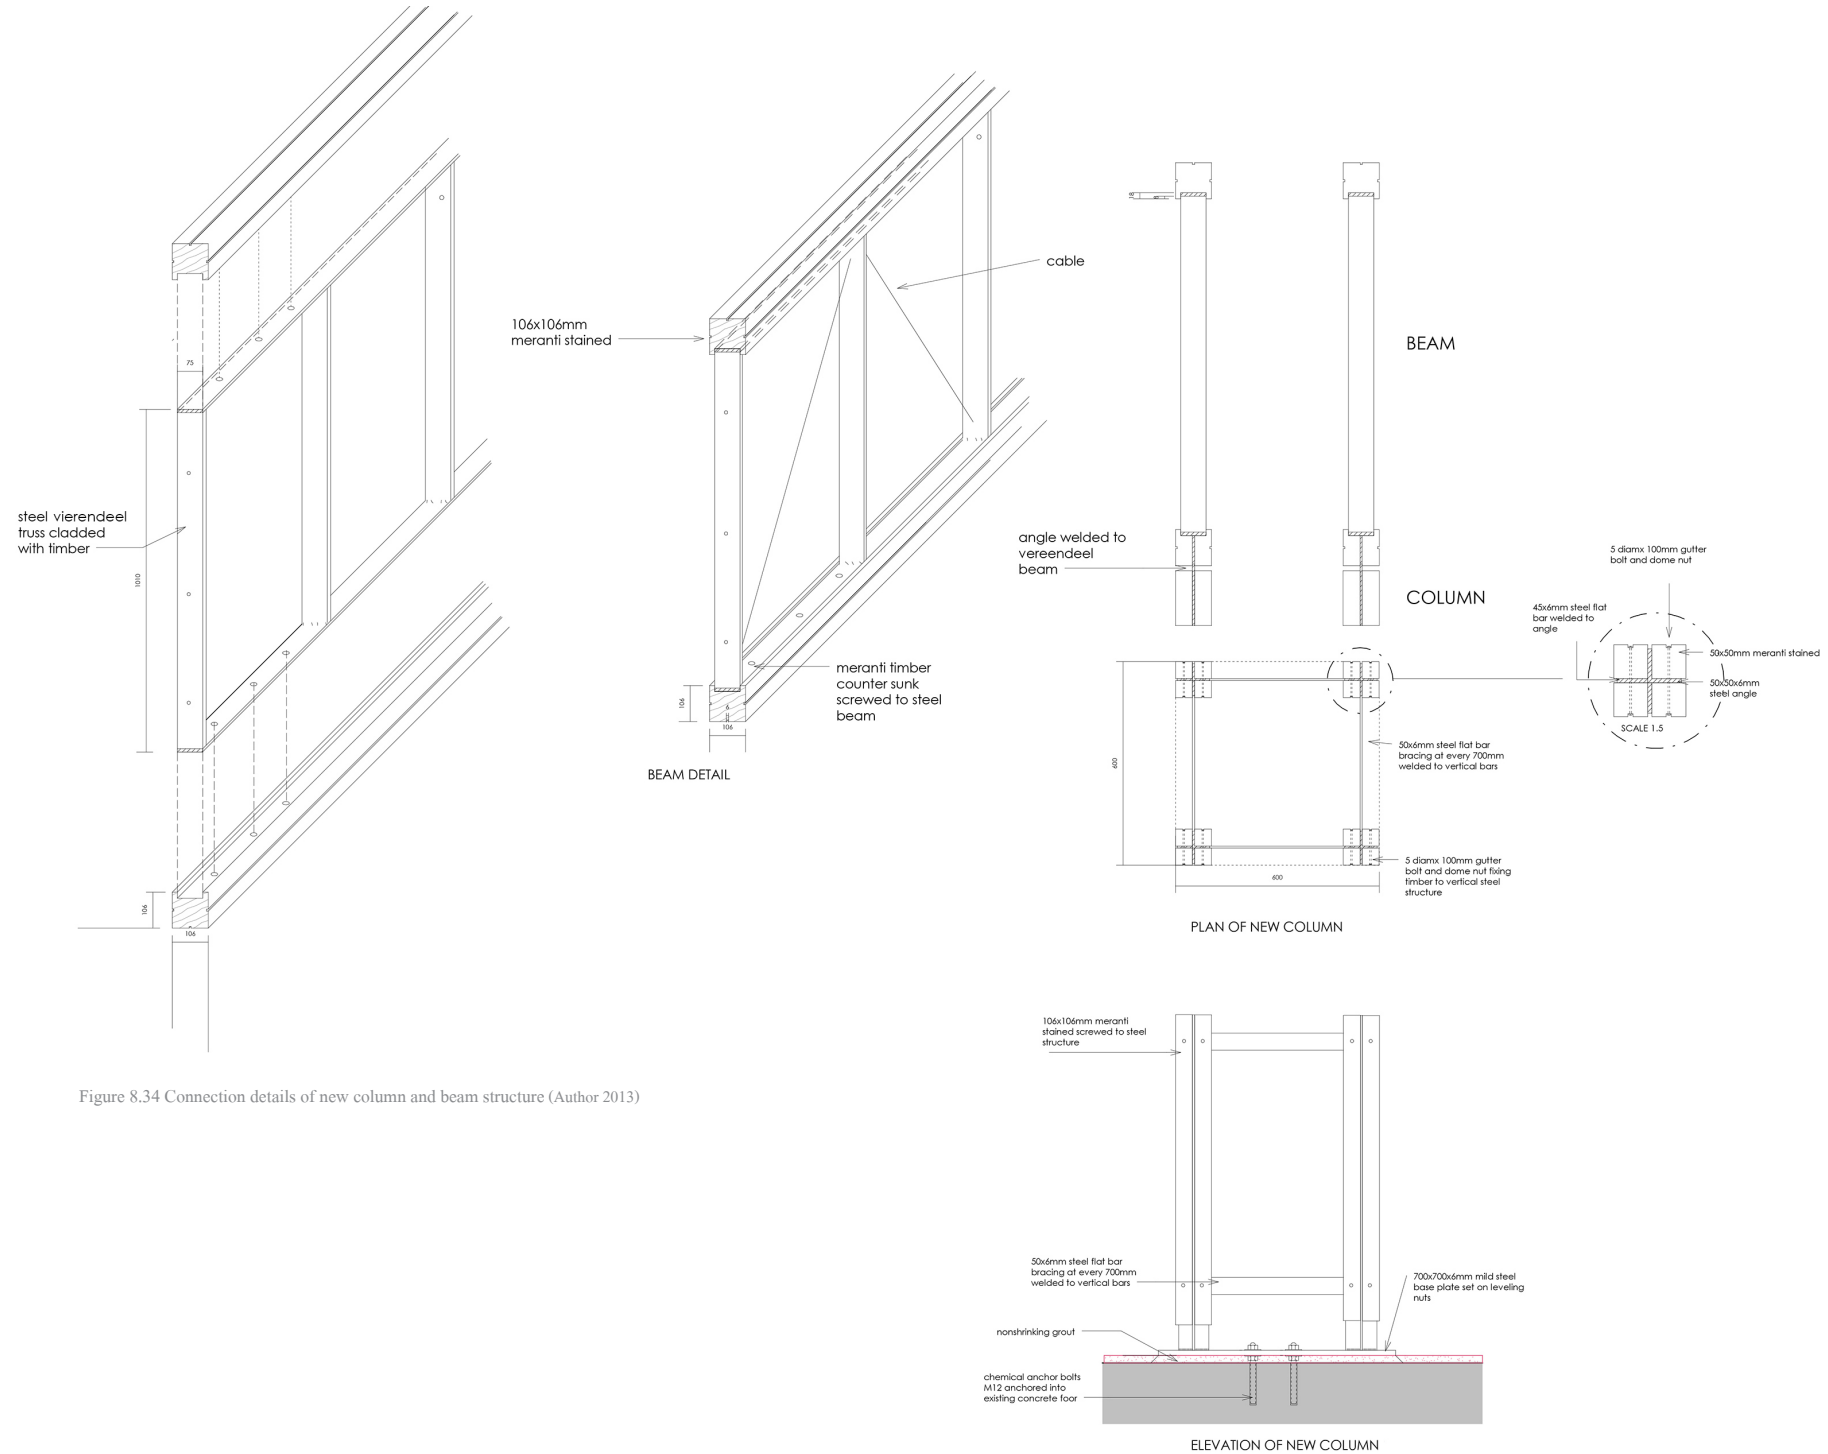 75
1010
steel vierendeel
truss cladded
with timber
106
106
106x106mm
meranti stained
cable
meranti timber
counter sunk
screwed to steel
beam
106
6
106
BEAM DETAIL
BEAM
angle welded to
vereendeel
beam
COLUMN
5 diamx 100mm gutter
bolt and dome nut
45x6mm steel flat
bar welded to
angle
50x50mm meranti stained
50x50x6mm
steel angle
SCALE 1.5
600
50x6mm steel flat bar
bracing at every 700mm
welded to vertical bars
5 diamx 100mm gutter
bolt and dome nut fixing
timber to vertical steel
structure
600
PLAN OF NEW COLUMN
106x106mm meranti
stained screwed to steel
structure
50x6mm steel flat bar
bracing at every 700mm
welded to vertical bars
700x700x6mm mild steel
base plate set on leveling
nuts
nonshrinking grout
chemical anchor bolts
M12 anchored into
existing concrete foor
ELEVATION OF NEW COLUMN
Figure 8.34 Connection details of new column and beam structure (Author 2013)